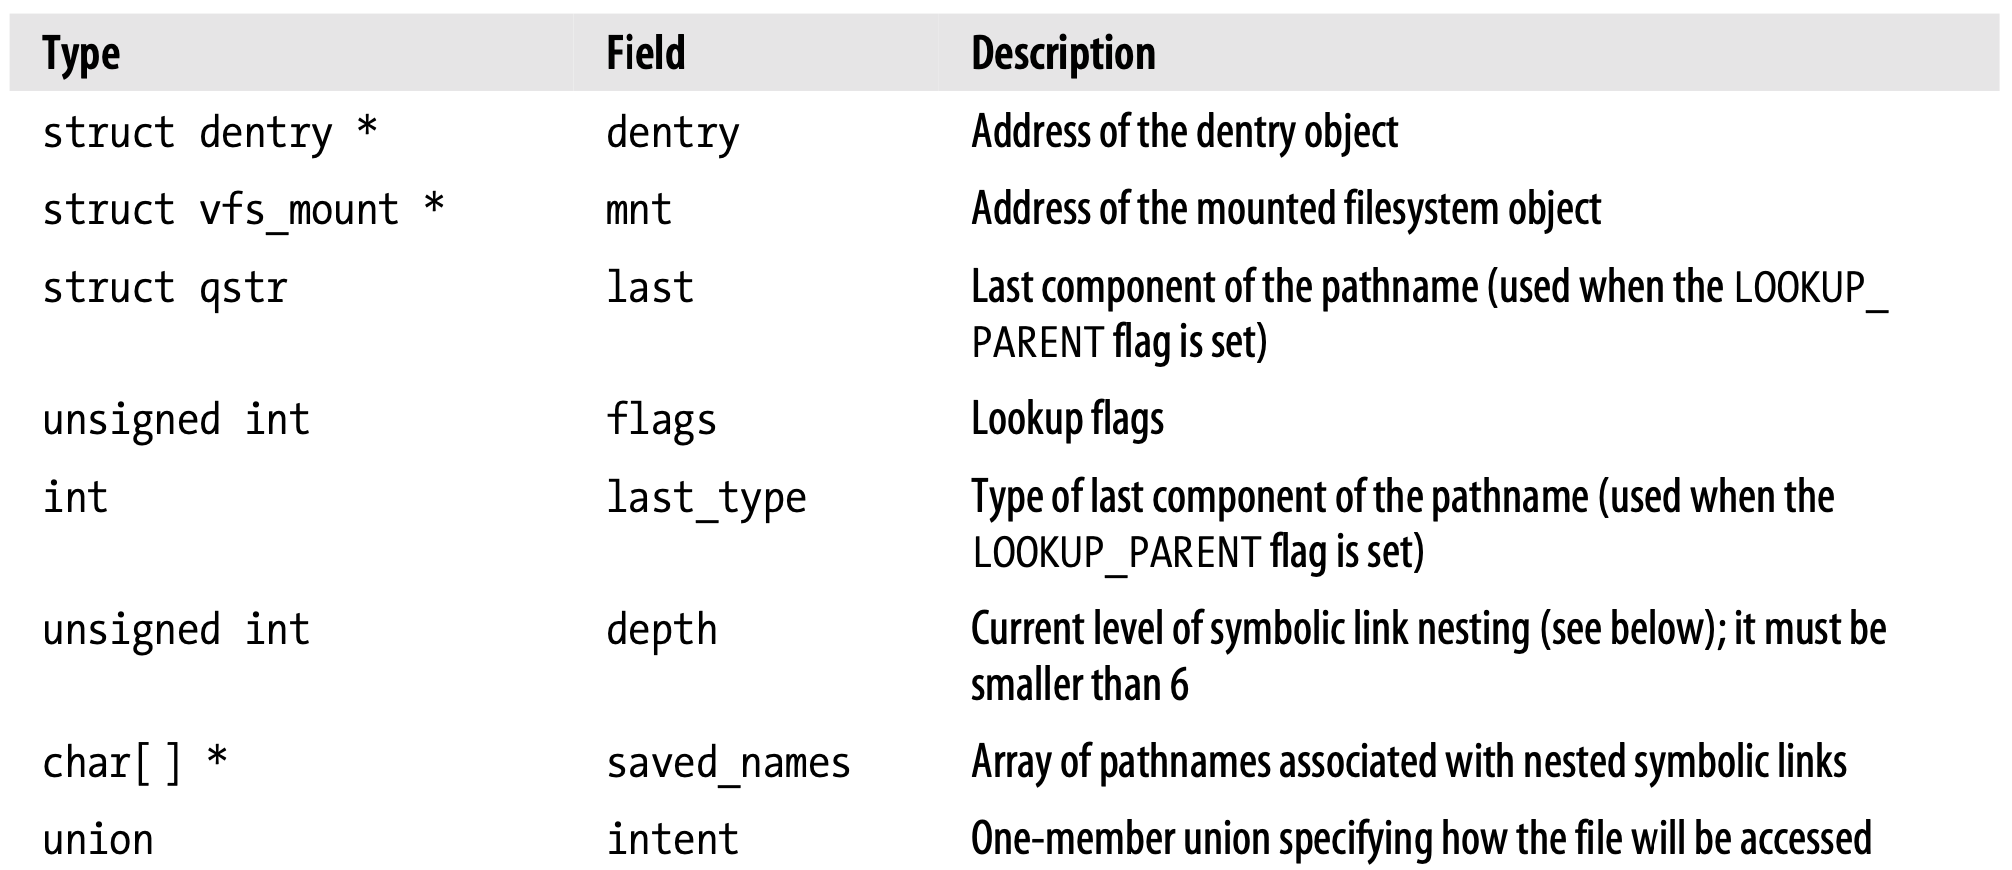 Type Field Description
struct dentry * dentry Address of the dentry object
struct vfs_mount * mnt Address of the mounted filesystem object
struct qstr last Last component of the pathname (used when the LOOKUP_
PARENT flag is set)
unsigned int flags Lookup flags
int last_type Type of last component of the pathname (used when the
LOOKUP_PARENT flag is set)
unsigned int depth Current level of symbolic link nesting (see below); it must be
smaller than 6
char[ ] * saved_names Array of pathnames associated with nested symbolic links
union intent One-member union specifying how the file will be accessed